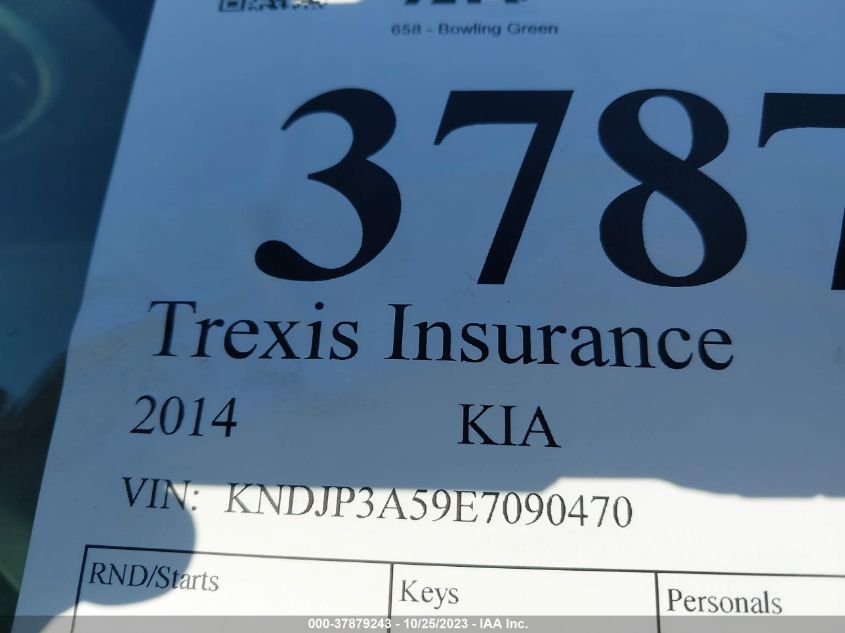 658 - Bowling Green
3787
Trexis Insurance
2014 KIA
VIN: KNDJP3A59E7090470
RND/Starts Keys Personals
000-37879243 - 10/25/2023 - IAA Inc.